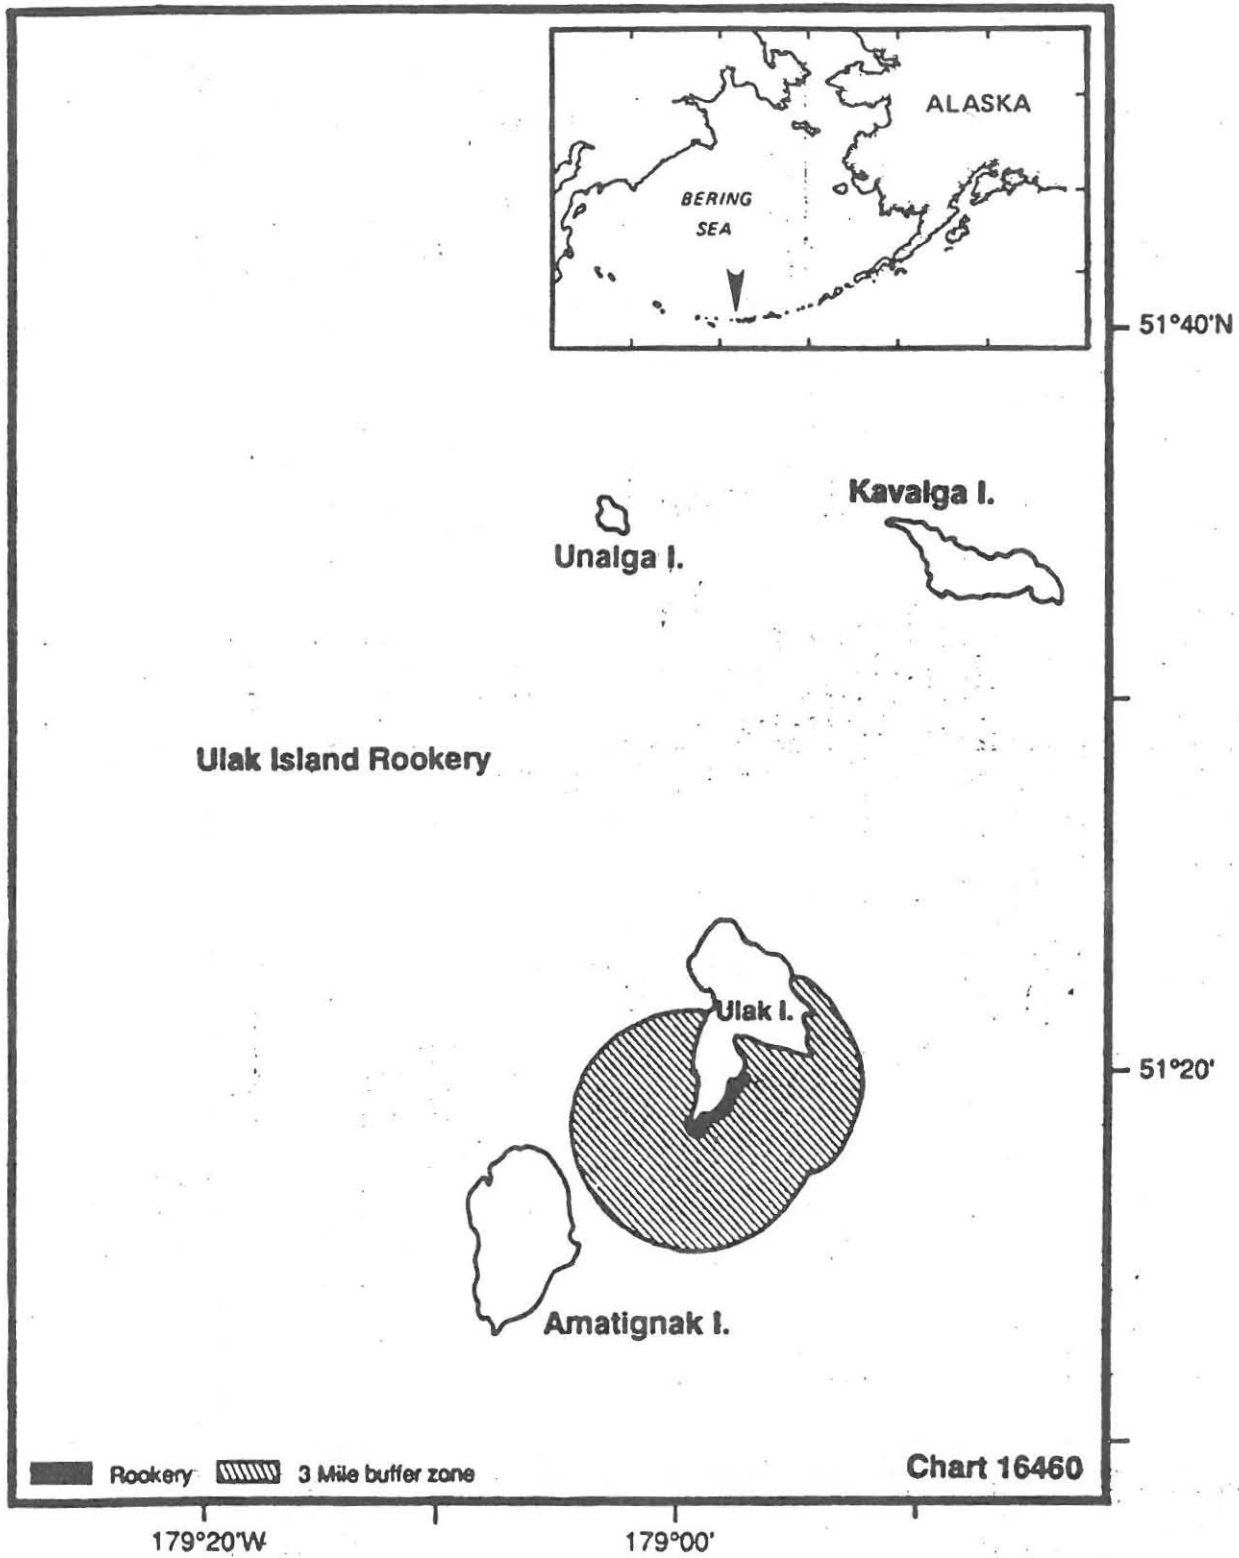 ALASKA
BERING
SEA
51°40'N
Kavalga I.
Unalga I.
Ulak Island Rookery
Ulak I.
51°20'
Amatignak I.
Rookery 3 Mile buffer zone
Chart 16460
179°20'W
179°00'